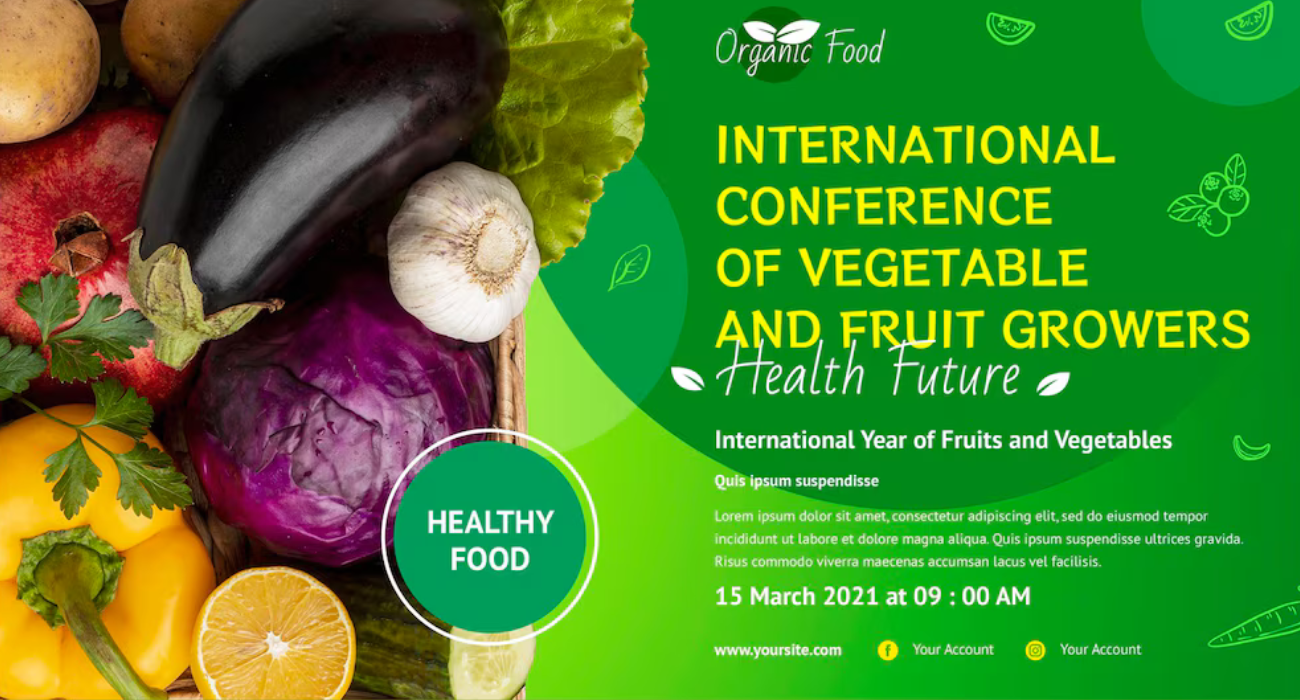 Organic Food
INTERNATIONAL
CONFERENCE
OF VEGETABLE
AND FRUIT GROWERS
Health Future
International Year of Fruits and Vegetables
Quis ipsum suspendisse
Lorem ipsum dolor sit amet, consectetur adipiscing elit, sed do eiusmod tempor
incididunt ut labore et dolore magna aliqua. Quis ipsum suspendisse ultrices gravida.
Risus commodo viverra maecenas accumsan lacus vel facilisis.
15 March 2021 at 09 : 00 AM
www.yoursite.com f Your Account Your Account
HEALTHY
FOOD